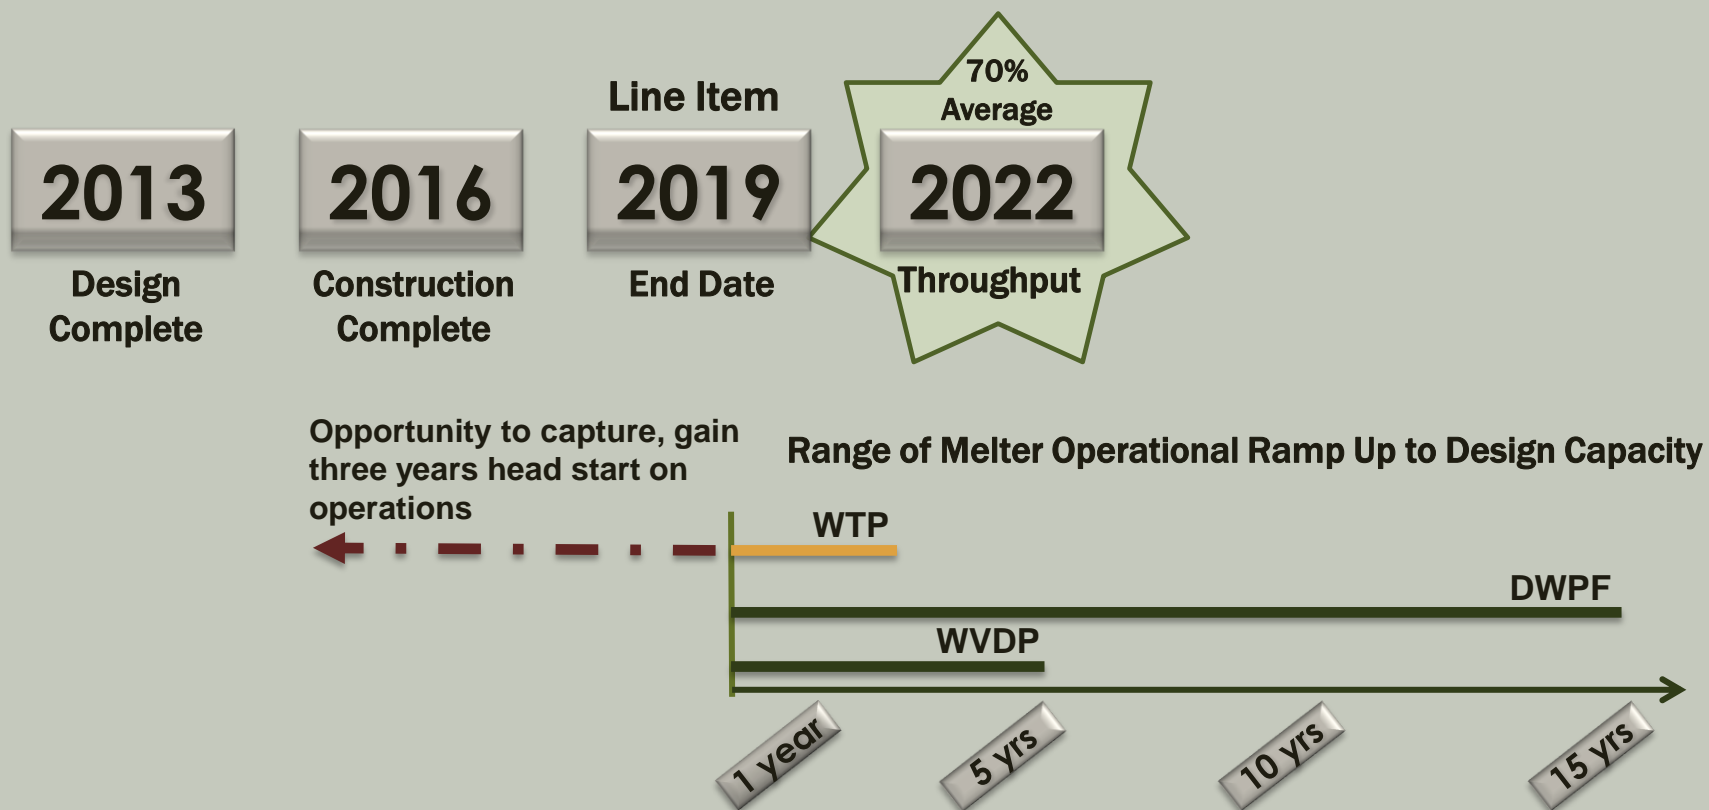 Line Item
70%
Average
2013
2016
2019
2022
Design
Complete
Construction
Complete
End Date
Throughput
Opportunity to capture, gain
three years head start on
operations
Range of Melter Operational Ramp Up to Design Capacity
WTP
DWPF
WVDP
1 year
5 yrs
10 yrs
15 yrs